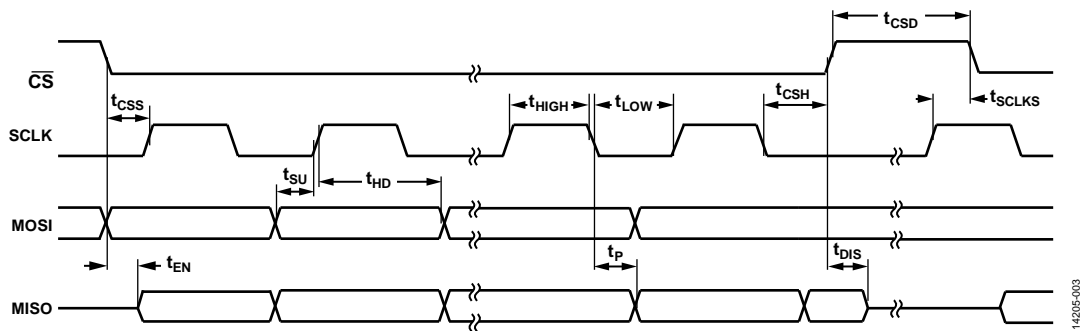 tCSD
CS
tCSS
tHIGH
tLOW
tCSH
tSCLKS
SCLK
tSU
tHD
MOSI
tEN
tP
tDIS
MISO
14205-003